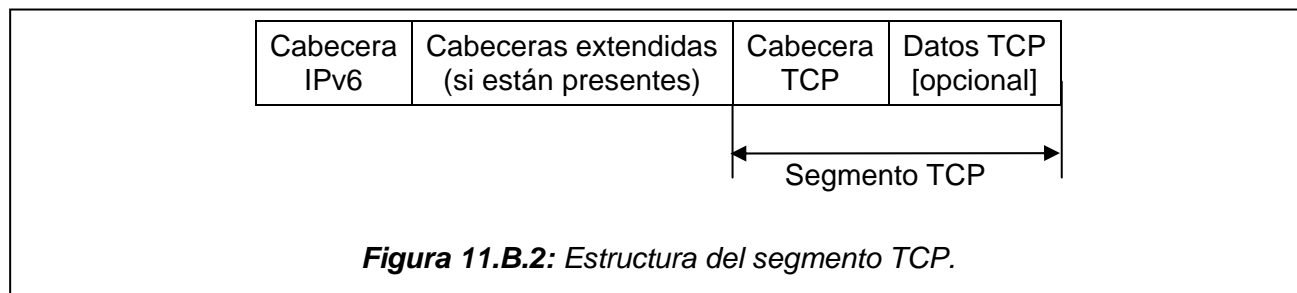 Cabecera IPv6
Cabeceras extendidas (si están presentes)
Cabecera TCP
Datos TCP [opcional]
Segmento TCP
Figura 11.B.2: Estructura del segmento TCP.